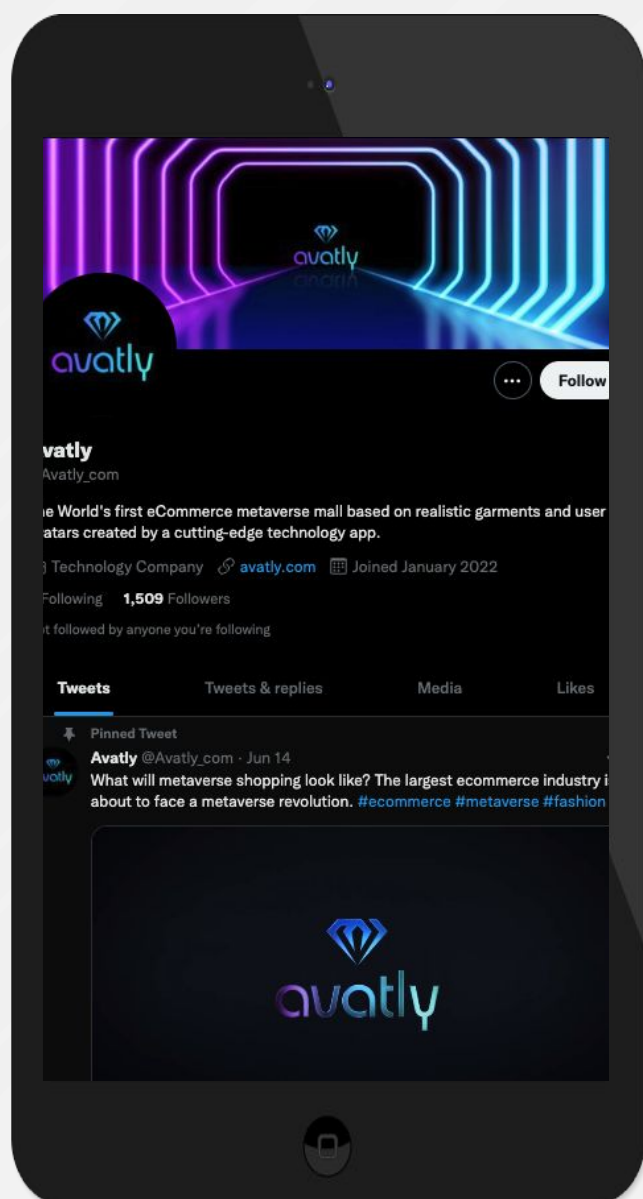 avatly
avatly
Follow
vatly
Avatly_com
e World's first eCommerce metaverse mall based on realistic garments and user
atars created by a cutting-edge technology app.
Technology Company avatly.com Joined January 2022
Following 1,509 Followers
t followed by anyone you're following
Tweets Tweets & replies Media Likes
Pinned Tweet
Avatly @Avatly_com · Jun 14
vatly
What will metaverse shopping look like? The largest ecommerce industry i
about to face a metaverse revolution. #ecommerce #metaverse #fashion
avatly